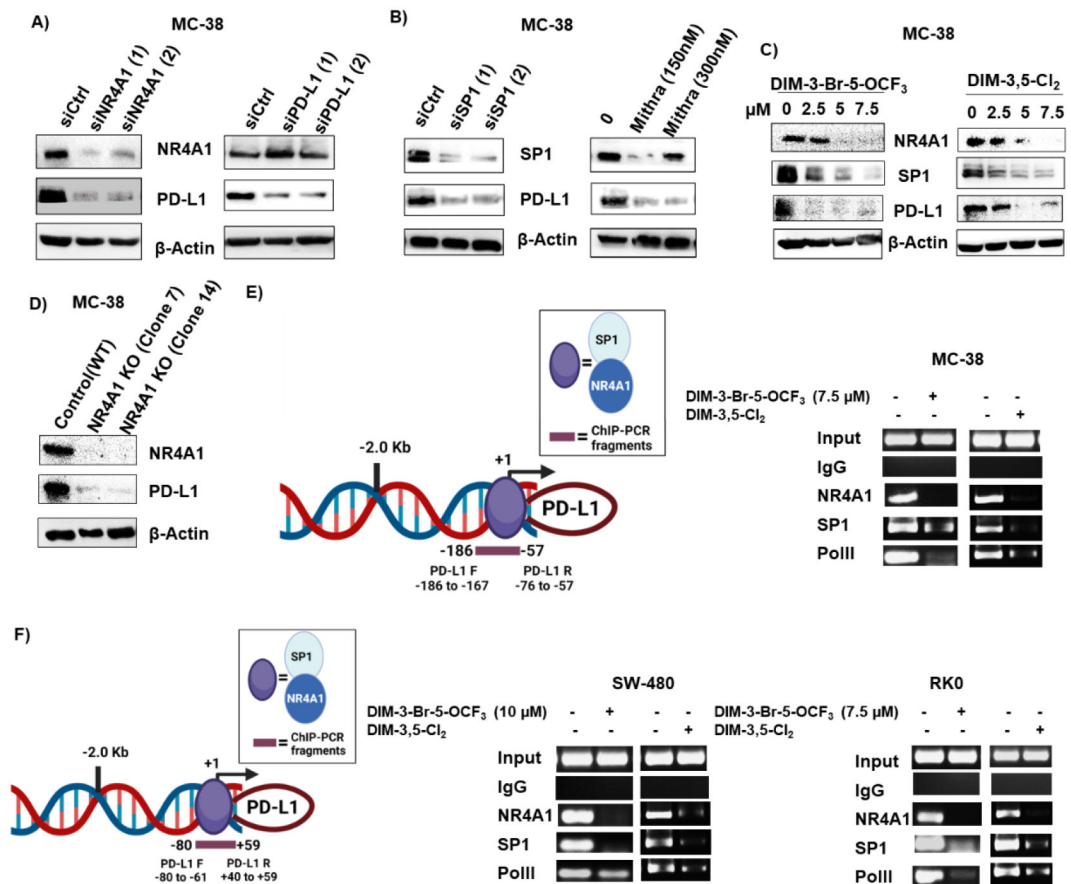 A)
MC-38
siCtrl
siNR4A1 (1)
siNR4A1 (2)
siCtrl
siPD-L1 (1)
siPD-L1 (2)
NR4A1
PD-L1
β-Actin
B)
MC-38
siCtrl
siSP1 (1)
siSP1 (2)
0
Mithra (150nM)
Mithra (300nM)
SP1
PD-L1
β-Actin
C)
MC-38
DIM-3-Br-5-OCF₃
DIM-3,5-Cl₂
µM 0 2.5 5 7.5 0 2.5 5 7.5
NR4A1
SP1
PD-L1
β-Actin
D)
MC-38
Control(WT)
NR4A1 KO (Clone 7)
NR4A1 KO (Clone 14)
NR4A1
PD-L1
β-Actin
E)
SP1
=
NR4A1
= ChIP-PCR
fragments
-2.0 Kb
+1
PD-L1
-186 -57
PD-L1 F PD-L1 R
-186 to -167 -76 to -57
MC-38
DIM-3-Br-5-OCF₃ (7.5 µM) - + - -
DIM-3,5-Cl₂ - - - +
Input
IgG
NR4A1
SP1
PolII
F)
SP1
=
NR4A1
= ChIP-PCR
fragments
-2.0 Kb
+1
PD-L1
-80 +59
PD-L1 F PD-L1 R
-80 to -61 +40 to +59
SW-480
DIM-3-Br-5-OCF₃ (10 µM) - + - -
DIM-3,5-Cl₂ - - - +
Input
IgG
NR4A1
SP1
PolII
RK0
DIM-3-Br-5-OCF₃ (7.5 µM) - + - -
DIM-3,5-Cl₂ - - - +
Input
IgG
NR4A1
SP1
PolII